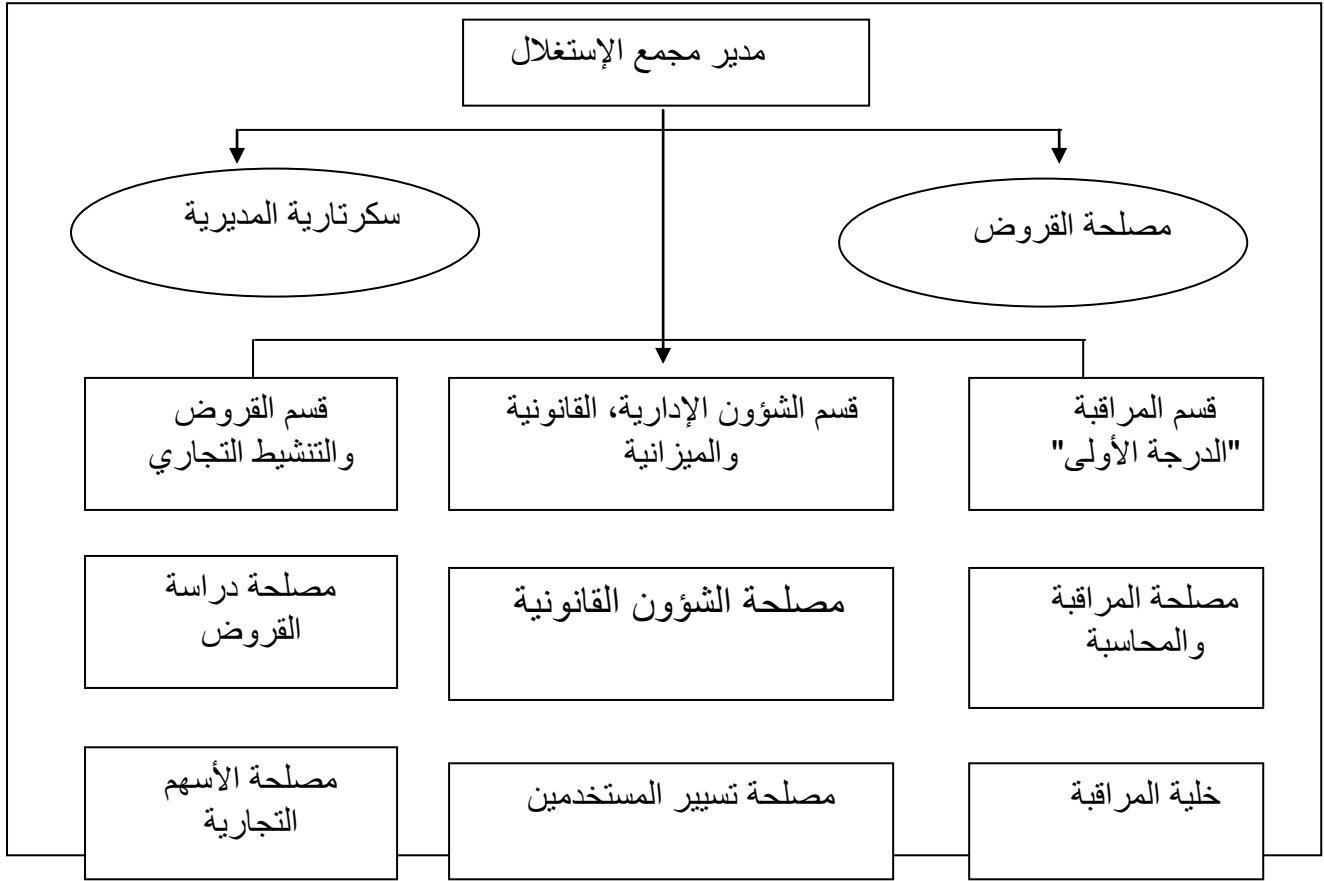 مدير مجمع الإستغلال
مصلحة القروض
سكرتارية المديرية
قسم المراقبة
"الدرجة الأولى"
قسم الشؤون الإدارية، القانونية
والميزانية
قسم القروض
والتنشيط التجاري
مصلحة المراقبة
والمحاسبة
مصلحة الشؤون القانونية
مصلحة دراسة
القروض
خلية المراقبة
مصلحة تسيير المستخدمين
مصلحة الأسهم
التجارية